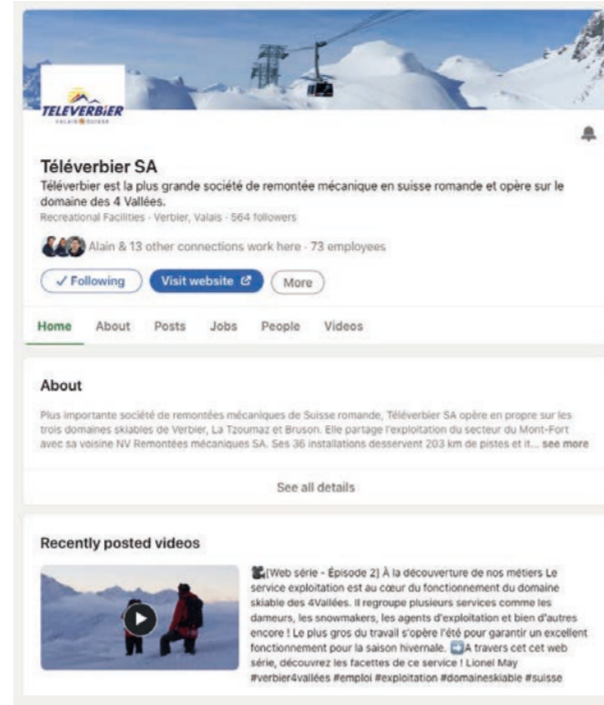 TELEVERBIER
VALAIS SUISSE
Téléverbier SA
Téléverbier est la plus grande société de remontée mécanique en suisse romande et opère sur le
domaine des 4 Vallées.
Recreational Facilities · Verbier, Valais · 564 followers
Alain & 13 other connections work here · 73 employees
✓ Following Visit website More
Home About Posts Jobs People Videos
About
Plus importante société de remontées mécaniques de Suisse romande, Téléverbier SA opère en propre sur les
trois domaines skiables de Verbier, La Tzoumaz et Bruson. Elle partage l'exploitation du secteur du Mont-Fort
avec sa voisine NV Remontées mécaniques SA. Ses 36 installations desservent 203 km de pistes et it... see more
See all details
Recently posted videos
🎥[Web série - Épisode 2] À la découverte de nos métiers Le
service exploitation est au cœur du fonctionnement du domaine
skiable des 4Vallées. Il regroupe plusieurs services comme les
dameurs, les snowmakers, les agents d'exploitation et bien d'autres
encore ! Le plus gros du travail s'opère l'été pour garantir un excellent
fonctionnement pour la saison hivernale. ➡️A travers cet cet web
série, découvrez les facettes de ce service ! Lionel May
#verbier4vallées #emploi #exploitation #domaineskiable #suisse